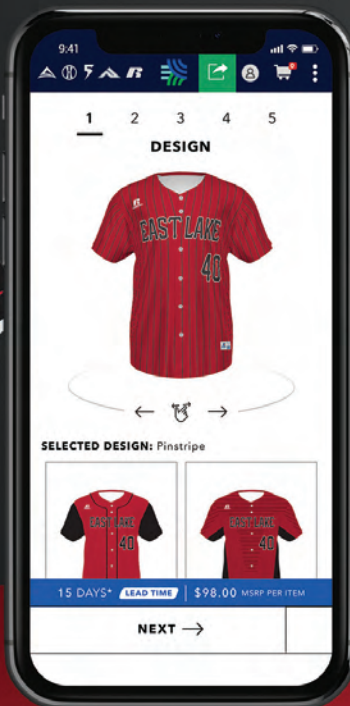 9:41
1 2 3 4 5
DESIGN
EAST LAKE
40
SELECTED DESIGN: Pinstripe
EAST LAKE
40
EAST LAKE
40
15 DAYS* LEAD TIME $98.00 MSRP PER ITEM
NEXT →